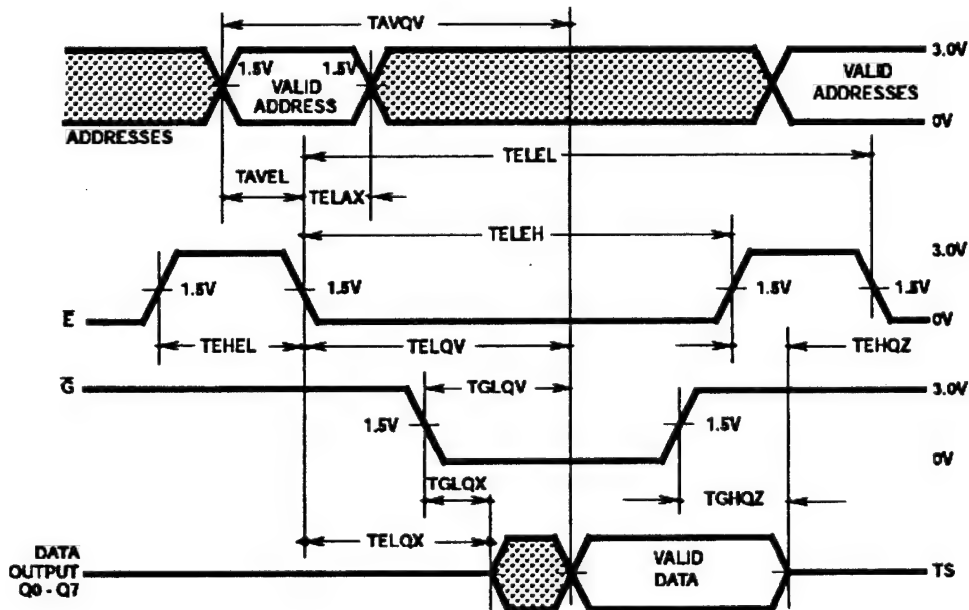 TAVQV
1.5V 1.5V 3.0V
VALID ADDRESS
VALID ADDRESSES
ADDRESSES 0V
TELEL
TAVEL
TELAX
TELEH
3.0V
1.5V 1.5V 1.5V 1.5V
E̅ 0V
TEHEL TELQV TEHQZ
G̅ TGLQV 3.0V
1.5V 1.5V
0V
TGLQX TGHQZ
TELQX
DATA OUTPUT Q0 - Q7
VALID DATA
TS